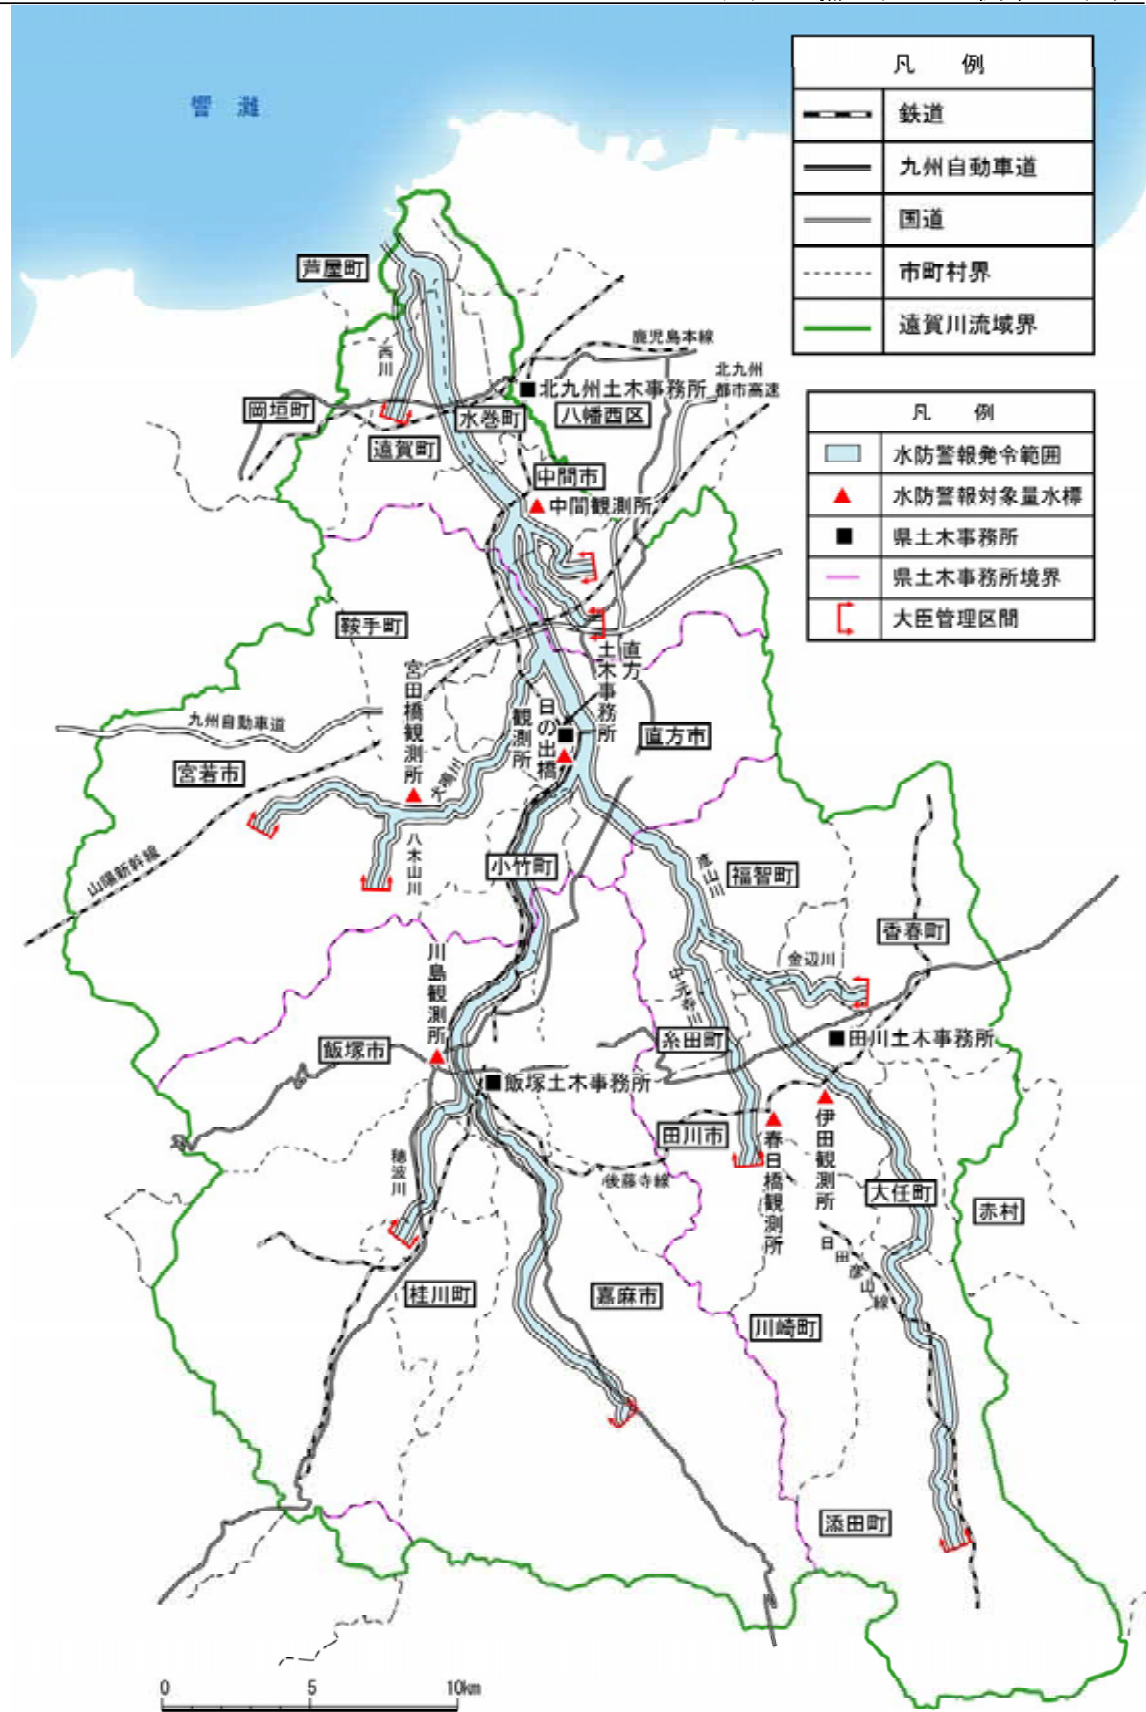 響 灘
凡 例
鉄道
九州自動車道
国道
市町村界
遠賀川流域界
凡 例
水防警報発令範囲
水防警報対象量水標
県土木事務所
県土木事務所境界
大臣管理区間
芦屋町
西川
鹿児島本線
北九州
都市高速
北九州土木事務所
八幡西区
岡垣町
水巻町
遠賀町
中間市
中間観測所
鞍手町
直方
土木事務所
宮田橋観測所
日の出橋
観測所
九州自動車道
直方市
宮若市
犬鳴川
山陽新幹線
八木山川
小竹町
彦山川
福智町
香春町
金辺川
川島観測所
中元寺川
糸田町
田川土木事務所
飯塚市
飯塚土木事務所
田川市
伊田観測所
春日橋観測所
穂波川
後藤寺線
大任町
赤村
日田彦山線
桂川町
嘉麻市
川崎町
添田町
0 5 10km